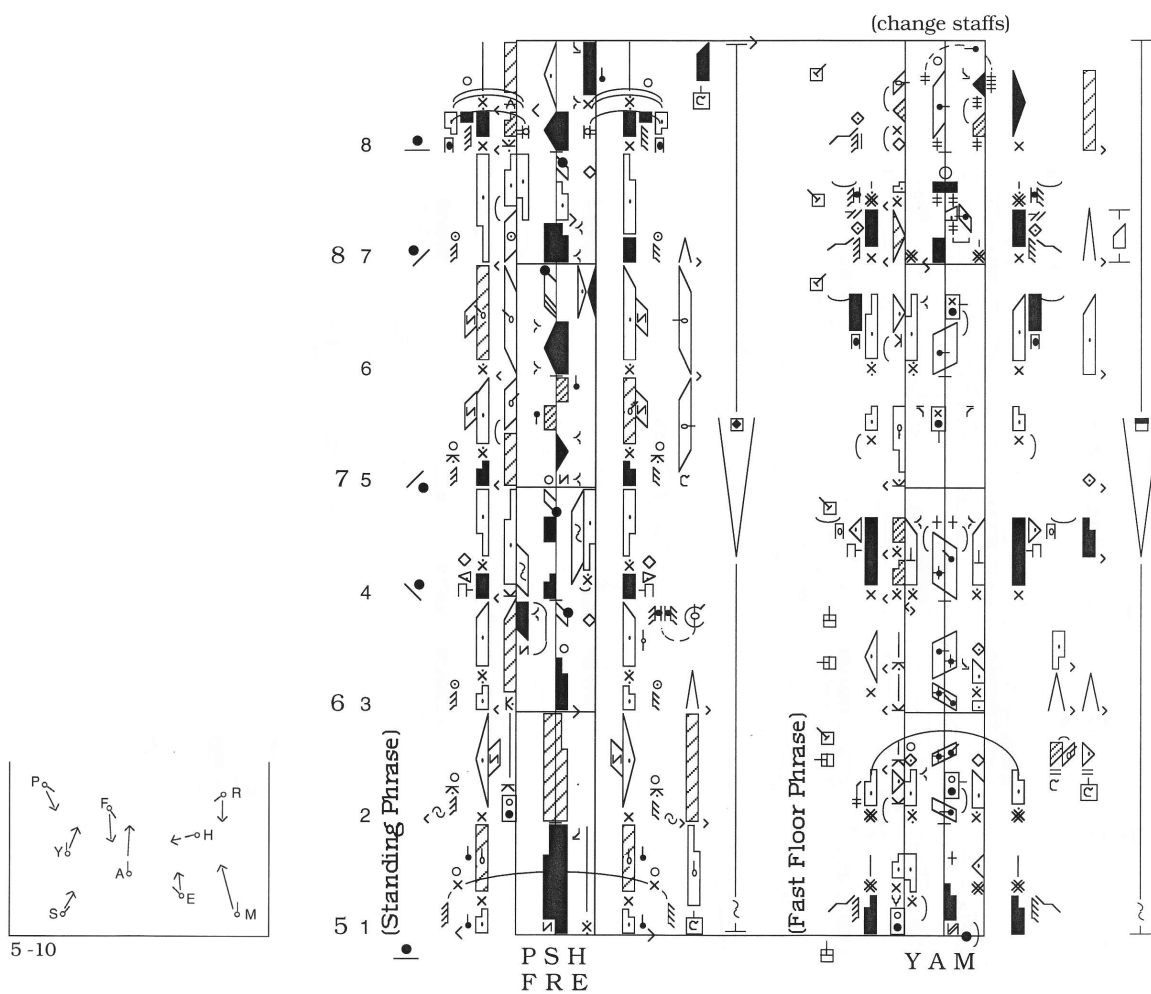 (change staffs)
8
8 7
6
7 5
4
6 3
2
5 1
(Standing Phrase)
(Fast Floor Phrase)
P
F
R
Y
H
A
E
S
M
5 -10
P S H
F R E
Y A M